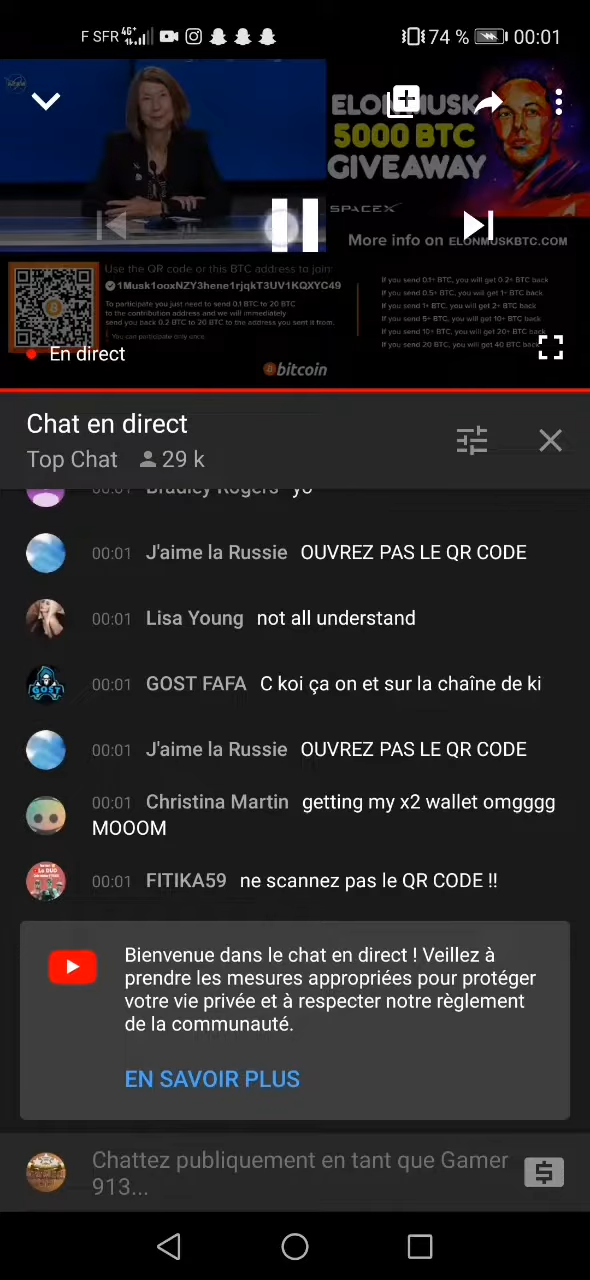 F SFR 4G+ 74 % 00:01
ELON MUSK
5000 BTC
GIVEAWAY
SPACEX
More info on ELONMUSKBTC.COM
Use the QR code or this BTC address to join:
1Musk1ooxNZY3hene1rjqkT3UV1KQXYC49
To participate you just need to send 0.1 BTC to 20 BTC
to the contribution address and we will immediately
send you back 0.2 BTC to 20 BTC to the address you sent it from.
You can participate only once.
If you send 0.1+ BTC, you will get 0.2+ BTC back
If you send 0.5+ BTC, you will get 1+ BTC back
If you send 1+ BTC, you will get 2+ BTC back
If you send 5+ BTC, you will get 10+ BTC back
If you send 10+ BTC, you will get 20+ BTC back
If you send 20 BTC, you will get 40 BTC back
En direct
bitcoin
Chat en direct
Top Chat 29 k
00:01 Bradley Rogers yo
00:01 J'aime la Russie OUVREZ PAS LE QR CODE
00:01 Lisa Young not all understand
GOST
00:01 GOST FAFA C koi ça on et sur la chaîne de ki
00:01 J'aime la Russie OUVREZ PAS LE QR CODE
00:01 Christina Martin getting my x2 wallet omgggg
MOOOM
00:01 FITIKA59 ne scannez pas le QR CODE !!
Bienvenue dans le chat en direct ! Veillez à
prendre les mesures appropriées pour protéger
votre vie privée et à respecter notre règlement
de la communauté.
EN SAVOIR PLUS
Chattez publiquement en tant que Gamer
913...